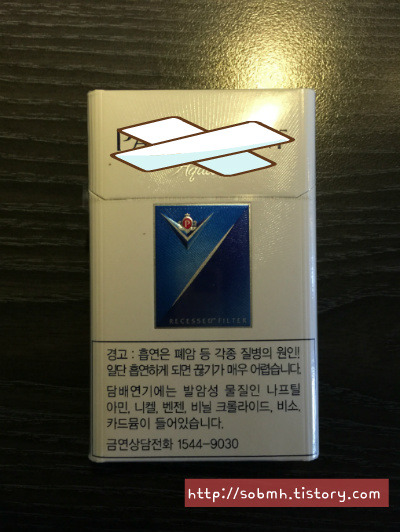 RECESSED FILTER
경고 : 흡연은 폐암 등 각종 질병의 원인!
일단 흡연하게 되면 끊기가 매우 어렵습니다.
담배연기에는 발암성 물질인 나프틸
아민, 니켈, 벤젠, 비닐 크롤라이드, 비소,
카드뮴이 들어있습니다.
금연상담전화 1544-9030
http://sobmh.tistory.com